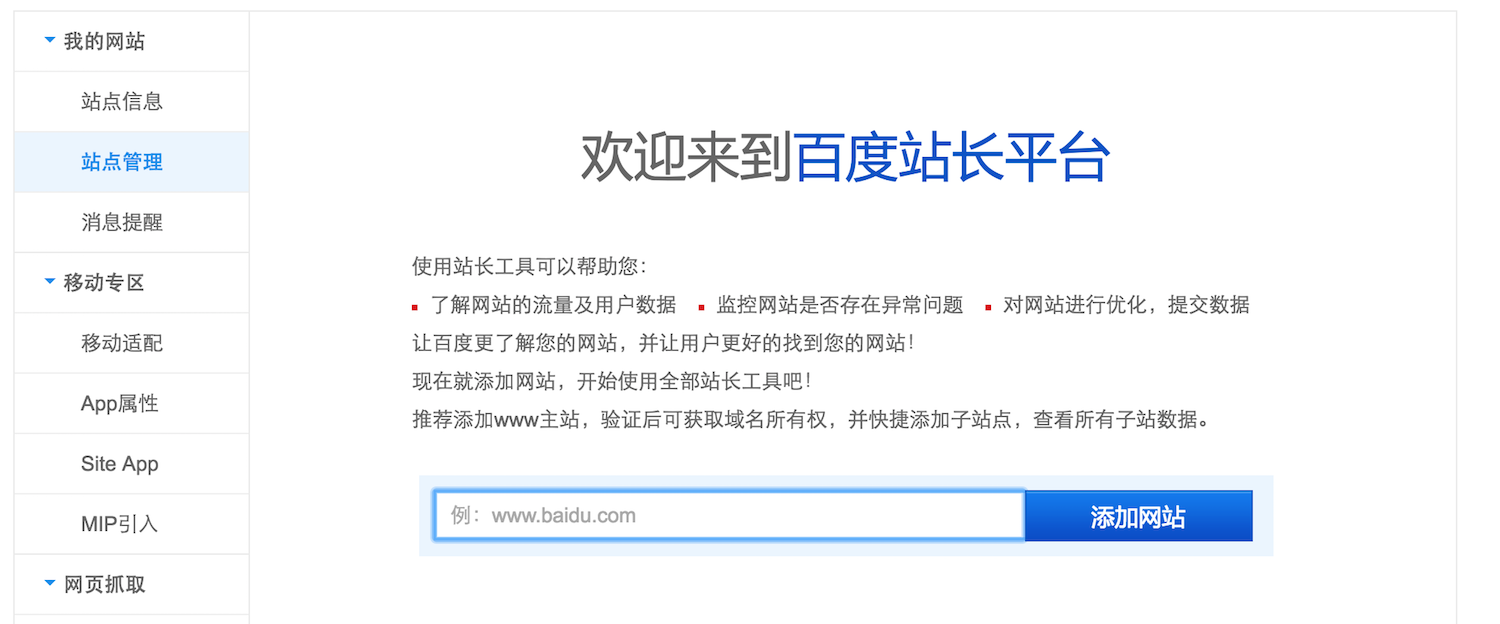 我的网站
站点信息
站点管理
消息提醒
移动专区
移动适配
App属性
Site App
MIP引入
网页抓取
欢迎来到百度站长平台
使用站长工具可以帮助您：
了解网站的流量及用户数据 监控网站是否存在异常问题 对网站进行优化，提交数据
让百度更了解您的网站，并让用户更好的找到您的网站！
现在就添加网站，开始使用全部站长工具吧！
推荐添加www主站，验证后可获取域名所有权，并快捷添加子站点，查看所有子站数据。
例：www.baidu.com 添加网站